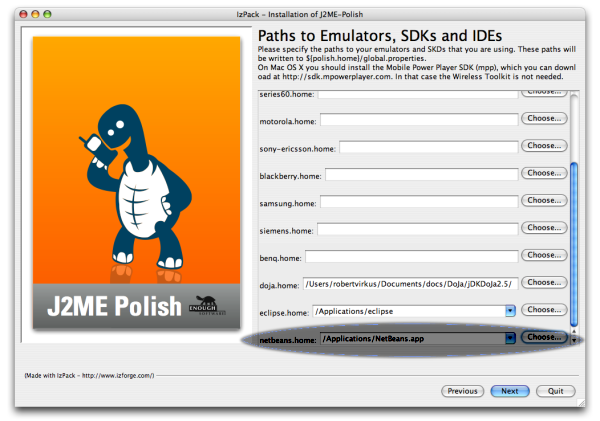 IzPack - Installation of J2ME-Polish
J2ME Polish
ENOUGH
SOFTWARE
Paths to Emulators, SDKs and IDEs
Please specify the paths to your emulators and SKDs that you are using. These paths will
be written to ${polish.home}/global.properties.
On Mac OS X you should install the Mobile Power Player SDK (mpp), which you can downl
oad at http://sdk.mpowerplayer.com. In that case the Wireless Toolkit is not needed.
series60.home: Choose...
motorola.home: Choose...
sony-ericsson.home: Choose...
blackberry.home: Choose...
samsung.home: Choose...
siemens.home: Choose...
benq.home: Choose...
doja.home: /Users/robertvirkus/Documents/docs/DoJa/jDKDoJa2.5/ Choose...
eclipse.home: /Applications/eclipse Choose...
netbeans.home: /Applications/NetBeans.app Choose...
(Made with IzPack - http://www.izforge.com/)
Previous Next Quit